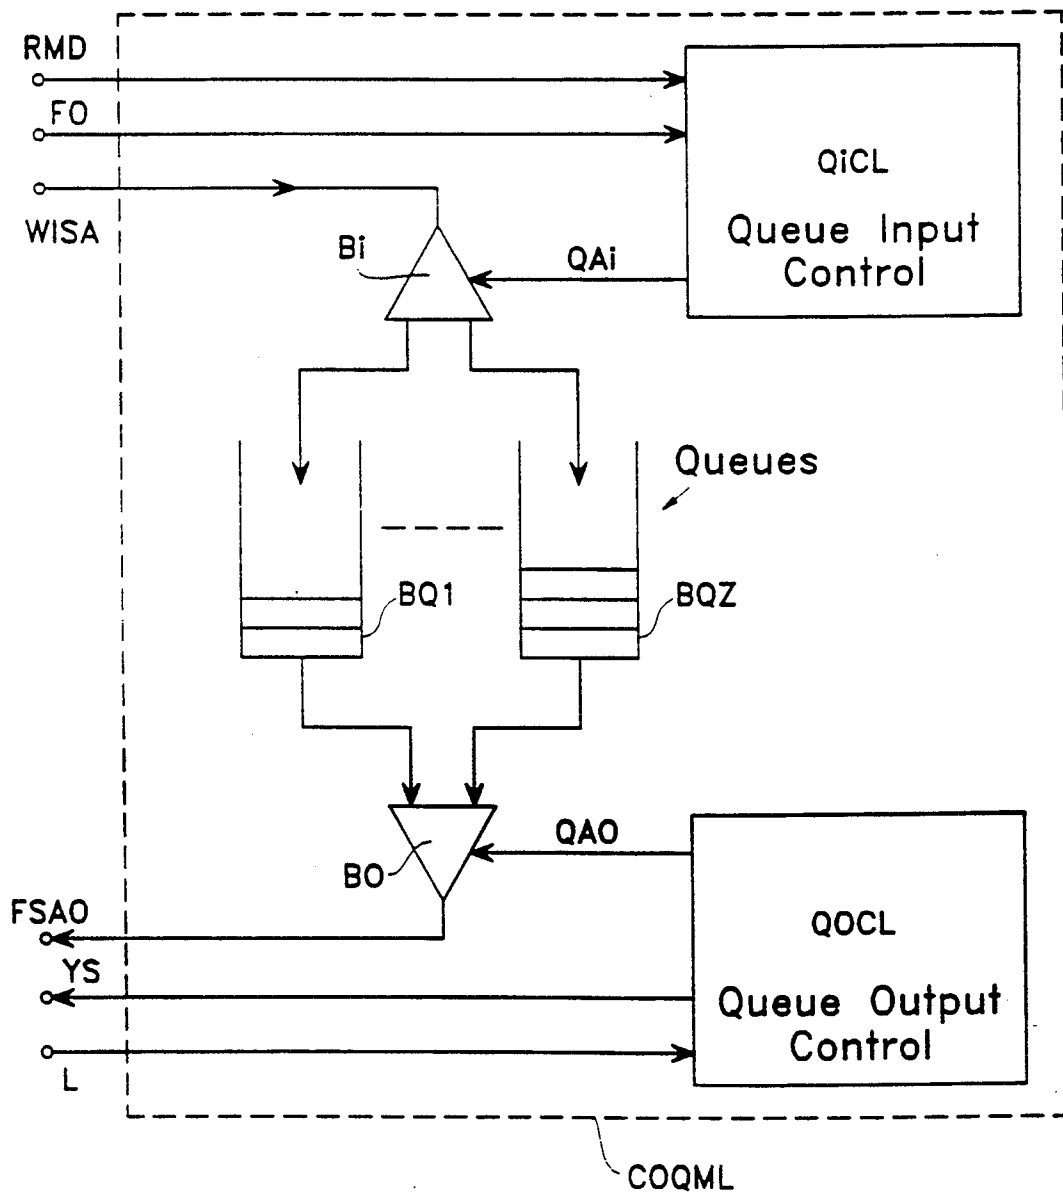 RMD
FO
WISA
QiCL
Queue Input
Control
Bi
QAi
Queues
BQ1
BQZ
QAO
BO
FSAO
QOCL
YS
Queue Output
Control
L
COQML